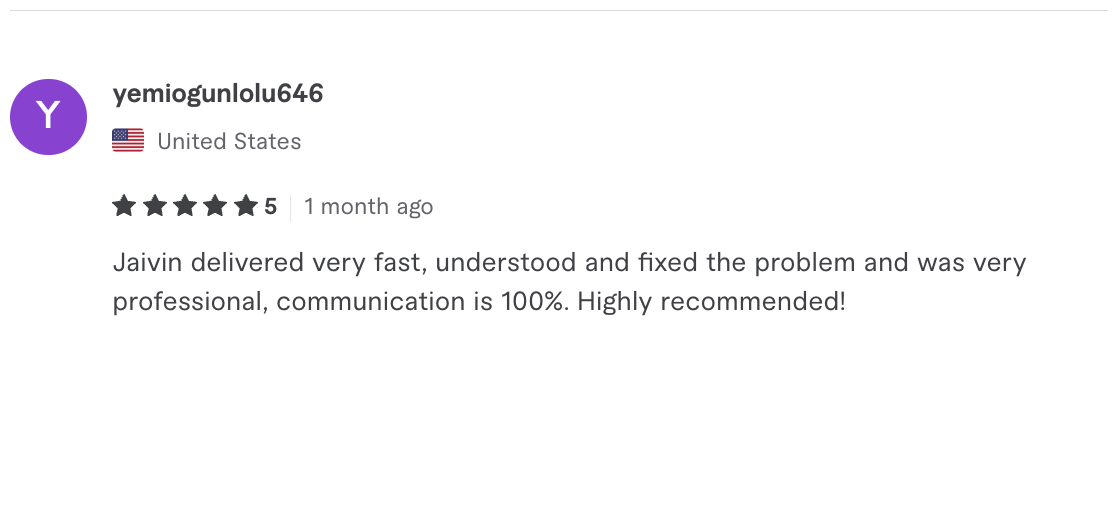 Y
yemiogunlolu646
United States
5 1 month ago
Jaivin delivered very fast, understood and fixed the problem and was very
professional, communication is 100%. Highly recommended!